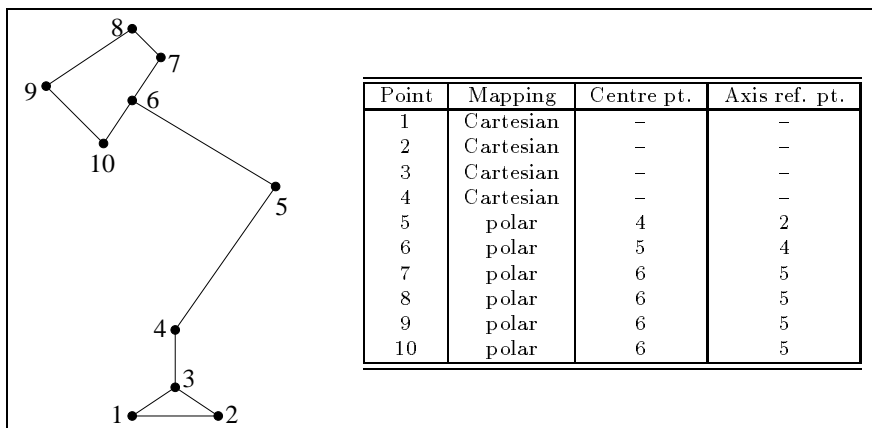 8
7
9
6
10
5
4
3
1
2
Point Mapping Centre pt. Axis ref. pt.
1 Cartesian – –
2 Cartesian – –
3 Cartesian – –
4 Cartesian – –
5 polar 4 2
6 polar 5 4
7 polar 6 5
8 polar 6 5
9 polar 6 5
10 polar 6 5